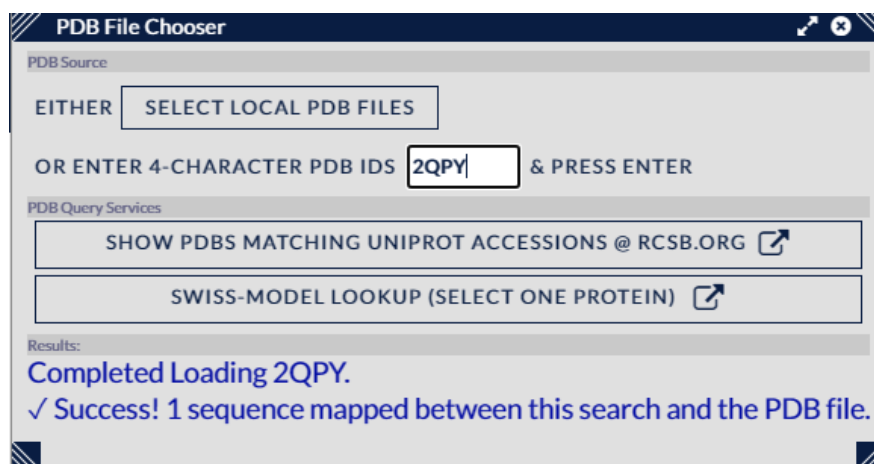 PDB File Chooser
PDB Source
EITHER SELECT LOCAL PDB FILES
OR ENTER 4-CHARACTER PDB IDS 2QPY & PRESS ENTER
PDB Query Services
SHOW PDBS MATCHING UNIPROT ACCESSIONS @ RCSB.ORG
SWISS-MODEL LOOKUP (SELECT ONE PROTEIN)
Results:
Completed Loading 2QPY.
✓ Success! 1 sequence mapped between this search and the PDB file.